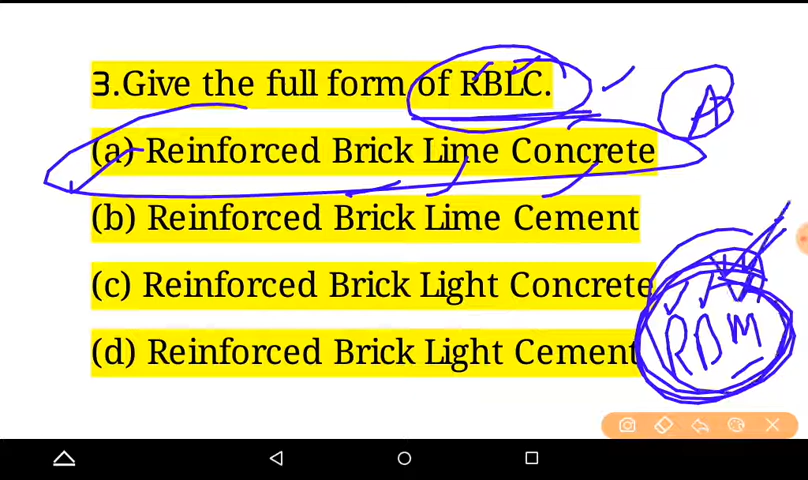 3.Give the full form of RBLC.
A
(a) Reinforced Brick Lime Concrete
(b) Reinforced Brick Lime Cement
(c) Reinforced Brick Light Concrete
(d) Reinforced Brick Light Cement